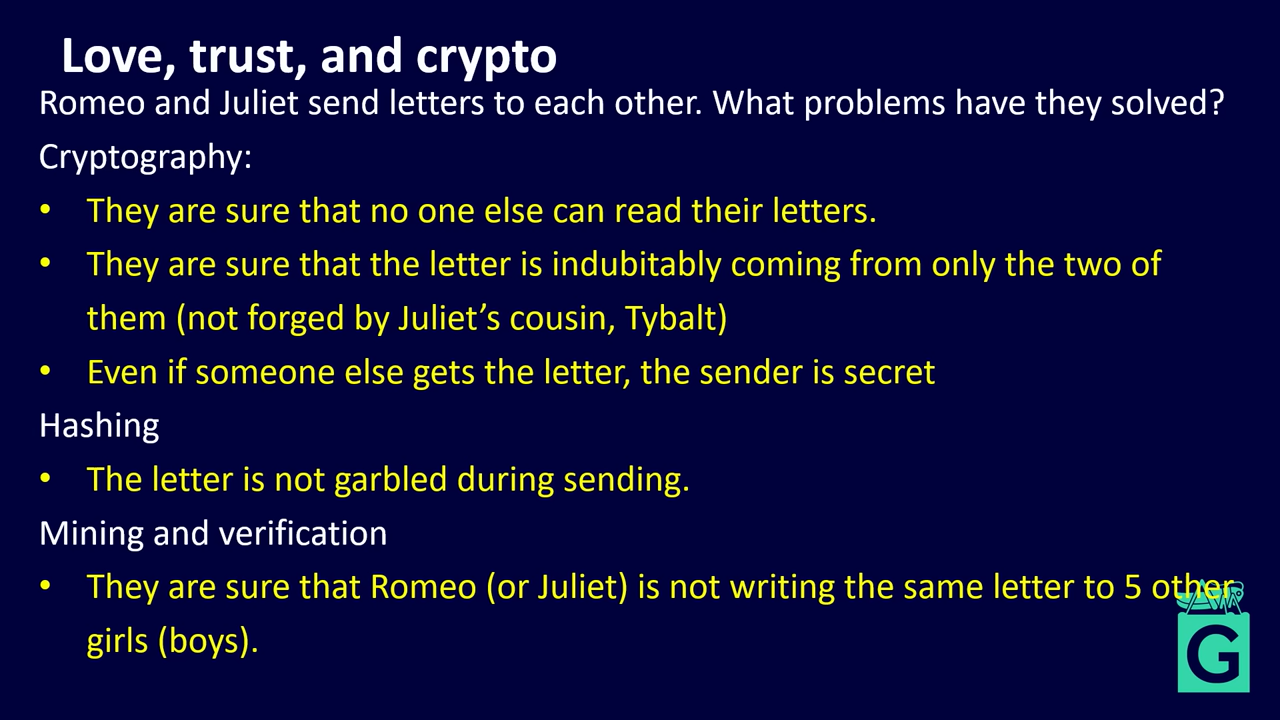 Love, trust, and crypto
Romeo and Juliet send letters to each other. What problems have they solved?
Cryptography:
• They are sure that no one else can read their letters.
• They are sure that the letter is indubitably coming from only the two of
them (not forged by Juliet’s cousin, Tybalt)
• Even if someone else gets the letter, the sender is secret
Hashing
• The letter is not garbled during sending.
Mining and verification
• They are sure that Romeo (or Juliet) is not writing the same letter to 5 other
girls (boys).
G